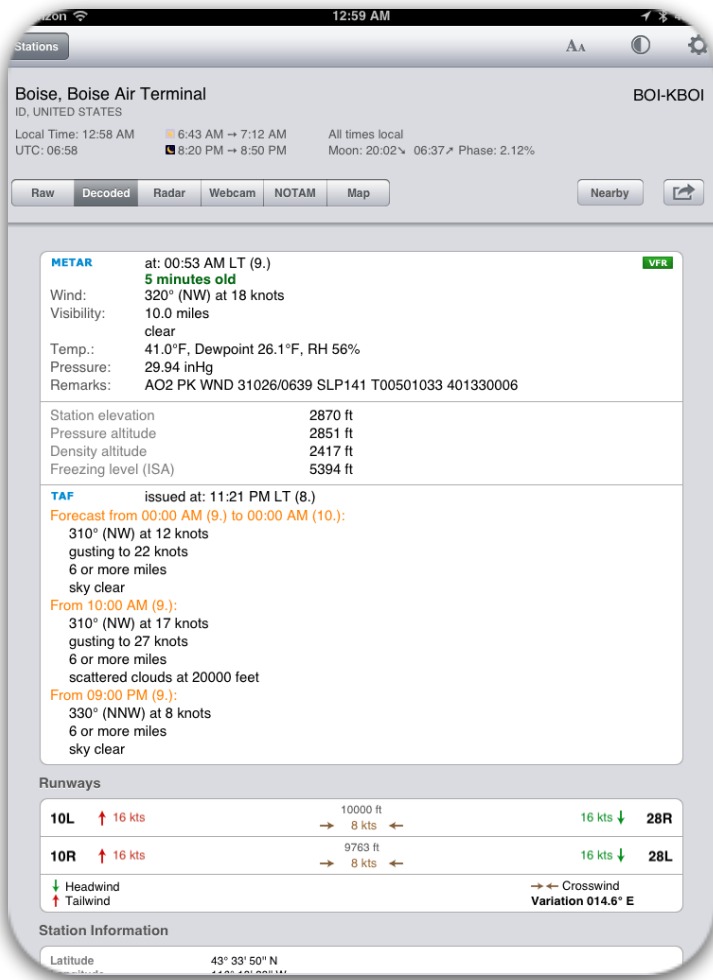 12:59 AM
Stations
AA
Boise, Boise Air Terminal BOI-KBOI
ID, UNITED STATES
Local Time: 12:58 AM 6:43 AM → 7:12 AM All times local
UTC: 06:58 8:20 PM → 8:50 PM Moon: 20:02↘ 06:37↗ Phase: 2.12%
Raw Decoded Radar Webcam NOTAM Map Nearby
METAR at: 00:53 AM LT (9.) VFR
5 minutes old
Wind: 320° (NW) at 18 knots
Visibility: 10.0 miles
clear
Temp.: 41.0°F, Dewpoint 26.1°F, RH 56%
Pressure: 29.94 inHg
Remarks: AO2 PK WND 31026/0639 SLP141 T00501033 401330006
Station elevation 2870 ft
Pressure altitude 2851 ft
Density altitude 2417 ft
Freezing level (ISA) 5394 ft
TAF issued at: 11:21 PM LT (8.)
Forecast from 00:00 AM (9.) to 00:00 AM (10.):
310° (NW) at 12 knots
gusting to 22 knots
6 or more miles
sky clear
From 10:00 AM (9.):
310° (NW) at 17 knots
gusting to 27 knots
6 or more miles
scattered clouds at 20000 feet
From 09:00 PM (9.):
330° (NNW) at 8 knots
6 or more miles
sky clear
Runways
10000 ft
10L ↑ 16 kts → 8 kts ← 16 kts ↓ 28R
9763 ft
10R ↑ 16 kts → 8 kts ← 16 kts ↓ 28L
↓ Headwind →← Crosswind
↑ Tailwind Variation 014.6° E
Station Information
Latitude 43° 33' 50" N